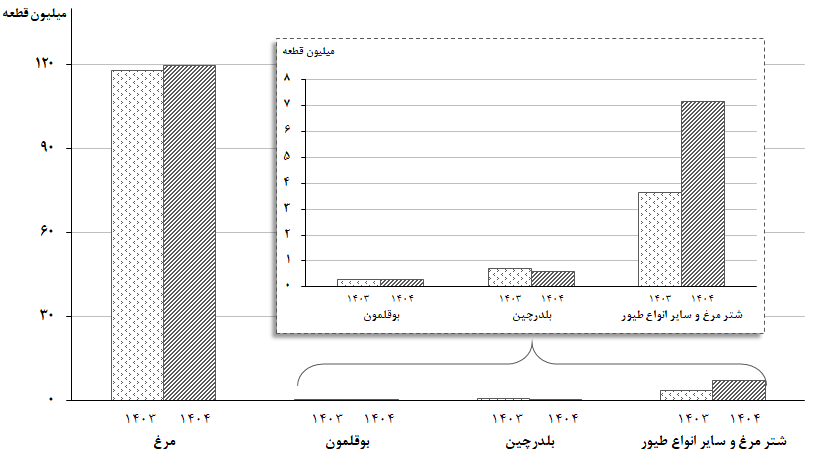 میلیون قطعه
۱۲۰
۹۰
۶۰
۳۰
۰
۱۴۰۳ ۱۴۰۴ ۱۴۰۳ ۱۴۰۴ ۱۴۰۳ ۱۴۰۴ ۱۴۰۳ ۱۴۰۴
مرغ بوقلمون بلدرچین شتر مرغ و سایر انواع طیور
میلیون قطعه
۸
۷
۶
۵
۴
۳
۲
۱
۰
۱۴۰۳ ۱۴۰۴ ۱۴۰۳ ۱۴۰۴ ۱۴۰۳ ۱۴۰۴
بوقلمون بلدرچین شتر مرغ و سایر انواع طیور